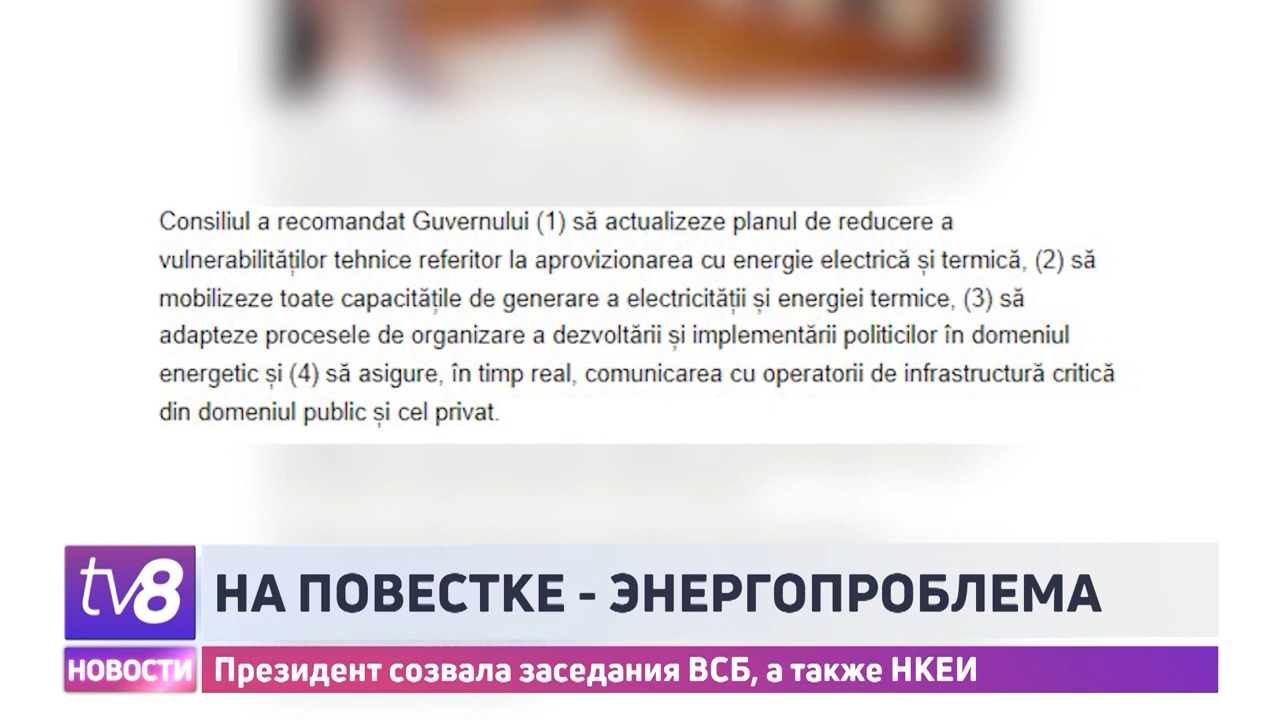 Consiliul a recomandat Guvernului (1) să actualizeze planul de reducere a
vulnerabilităților tehnice referitor la aprovizionarea cu energie electrică și termică, (2) să
mobilizeze toate capacitățile de generare a electricității și energiei termice, (3) să
adapteze procesele de organizare a dezvoltării și implementării politicilor în domeniul
energetic și (4) să asigure, în timp real, comunicarea cu operatorii de infrastructură critică
din domeniul public și cel privat.
tv8
НА ПОВЕСТКЕ - ЭНЕРГОПРОБЛЕМА
НОВОСТИ
Президент созвала заседания ВСБ, а также НКЕИ